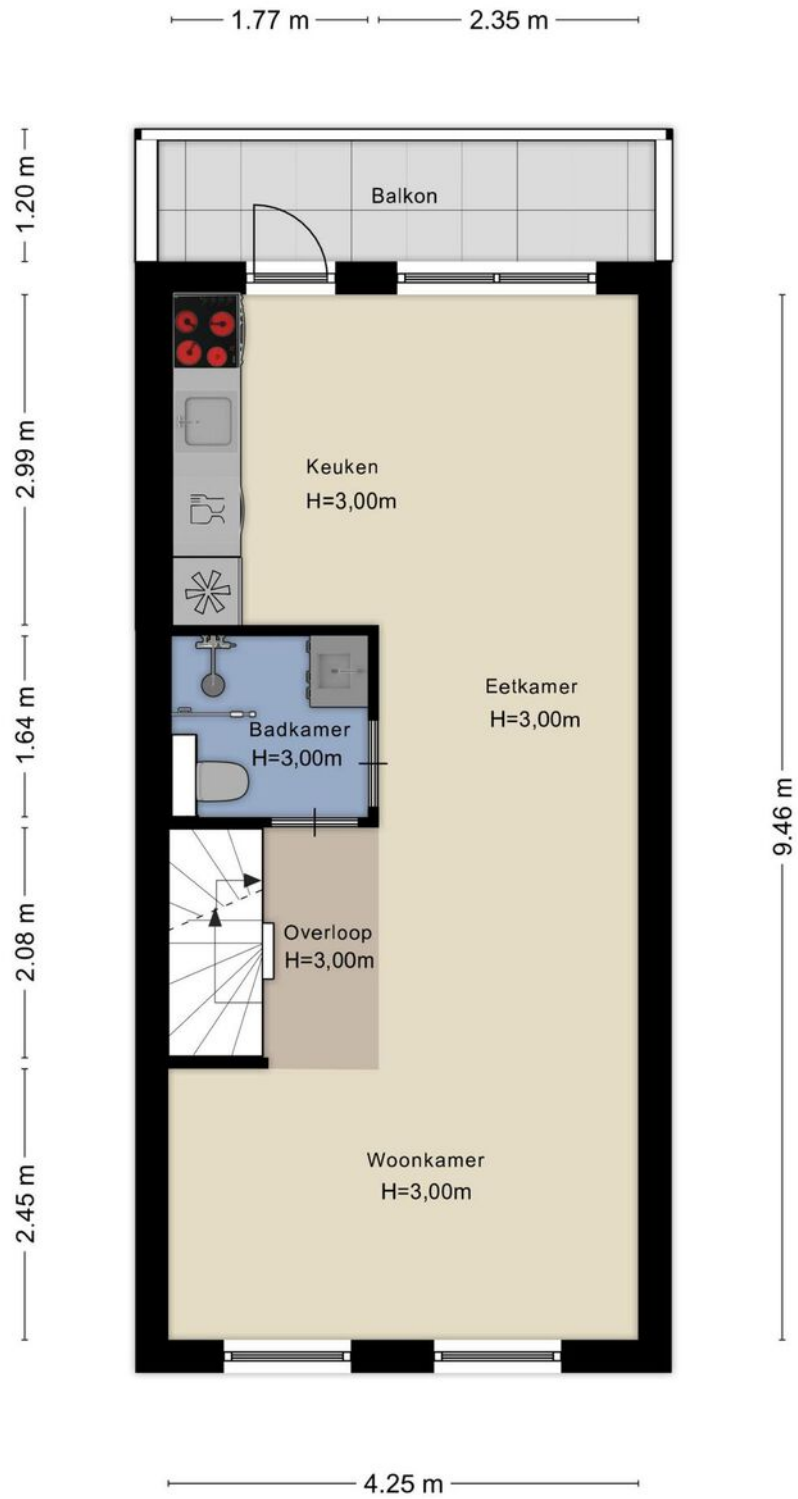 1.77 m
2.35 m
1.20 m
Balkon
2.99 m
Keuken
H=3,00m
Eetkamer
H=3,00m
1.64 m
Badkamer
H=3,00m
9.46 m
2.08 m
Overloop
H=3,00m
2.45 m
Woonkamer
H=3,00m
4.25 m